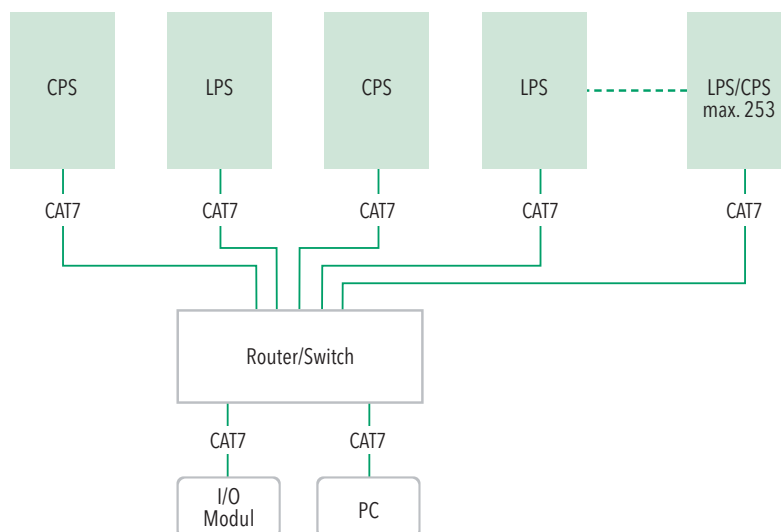 CPS
LPS
CPS
LPS
LPS/CPS
max. 253
CAT7
CAT7
CAT7
CAT7
CAT7
Router/Switch
CAT7
CAT7
I/O
Modul
PC